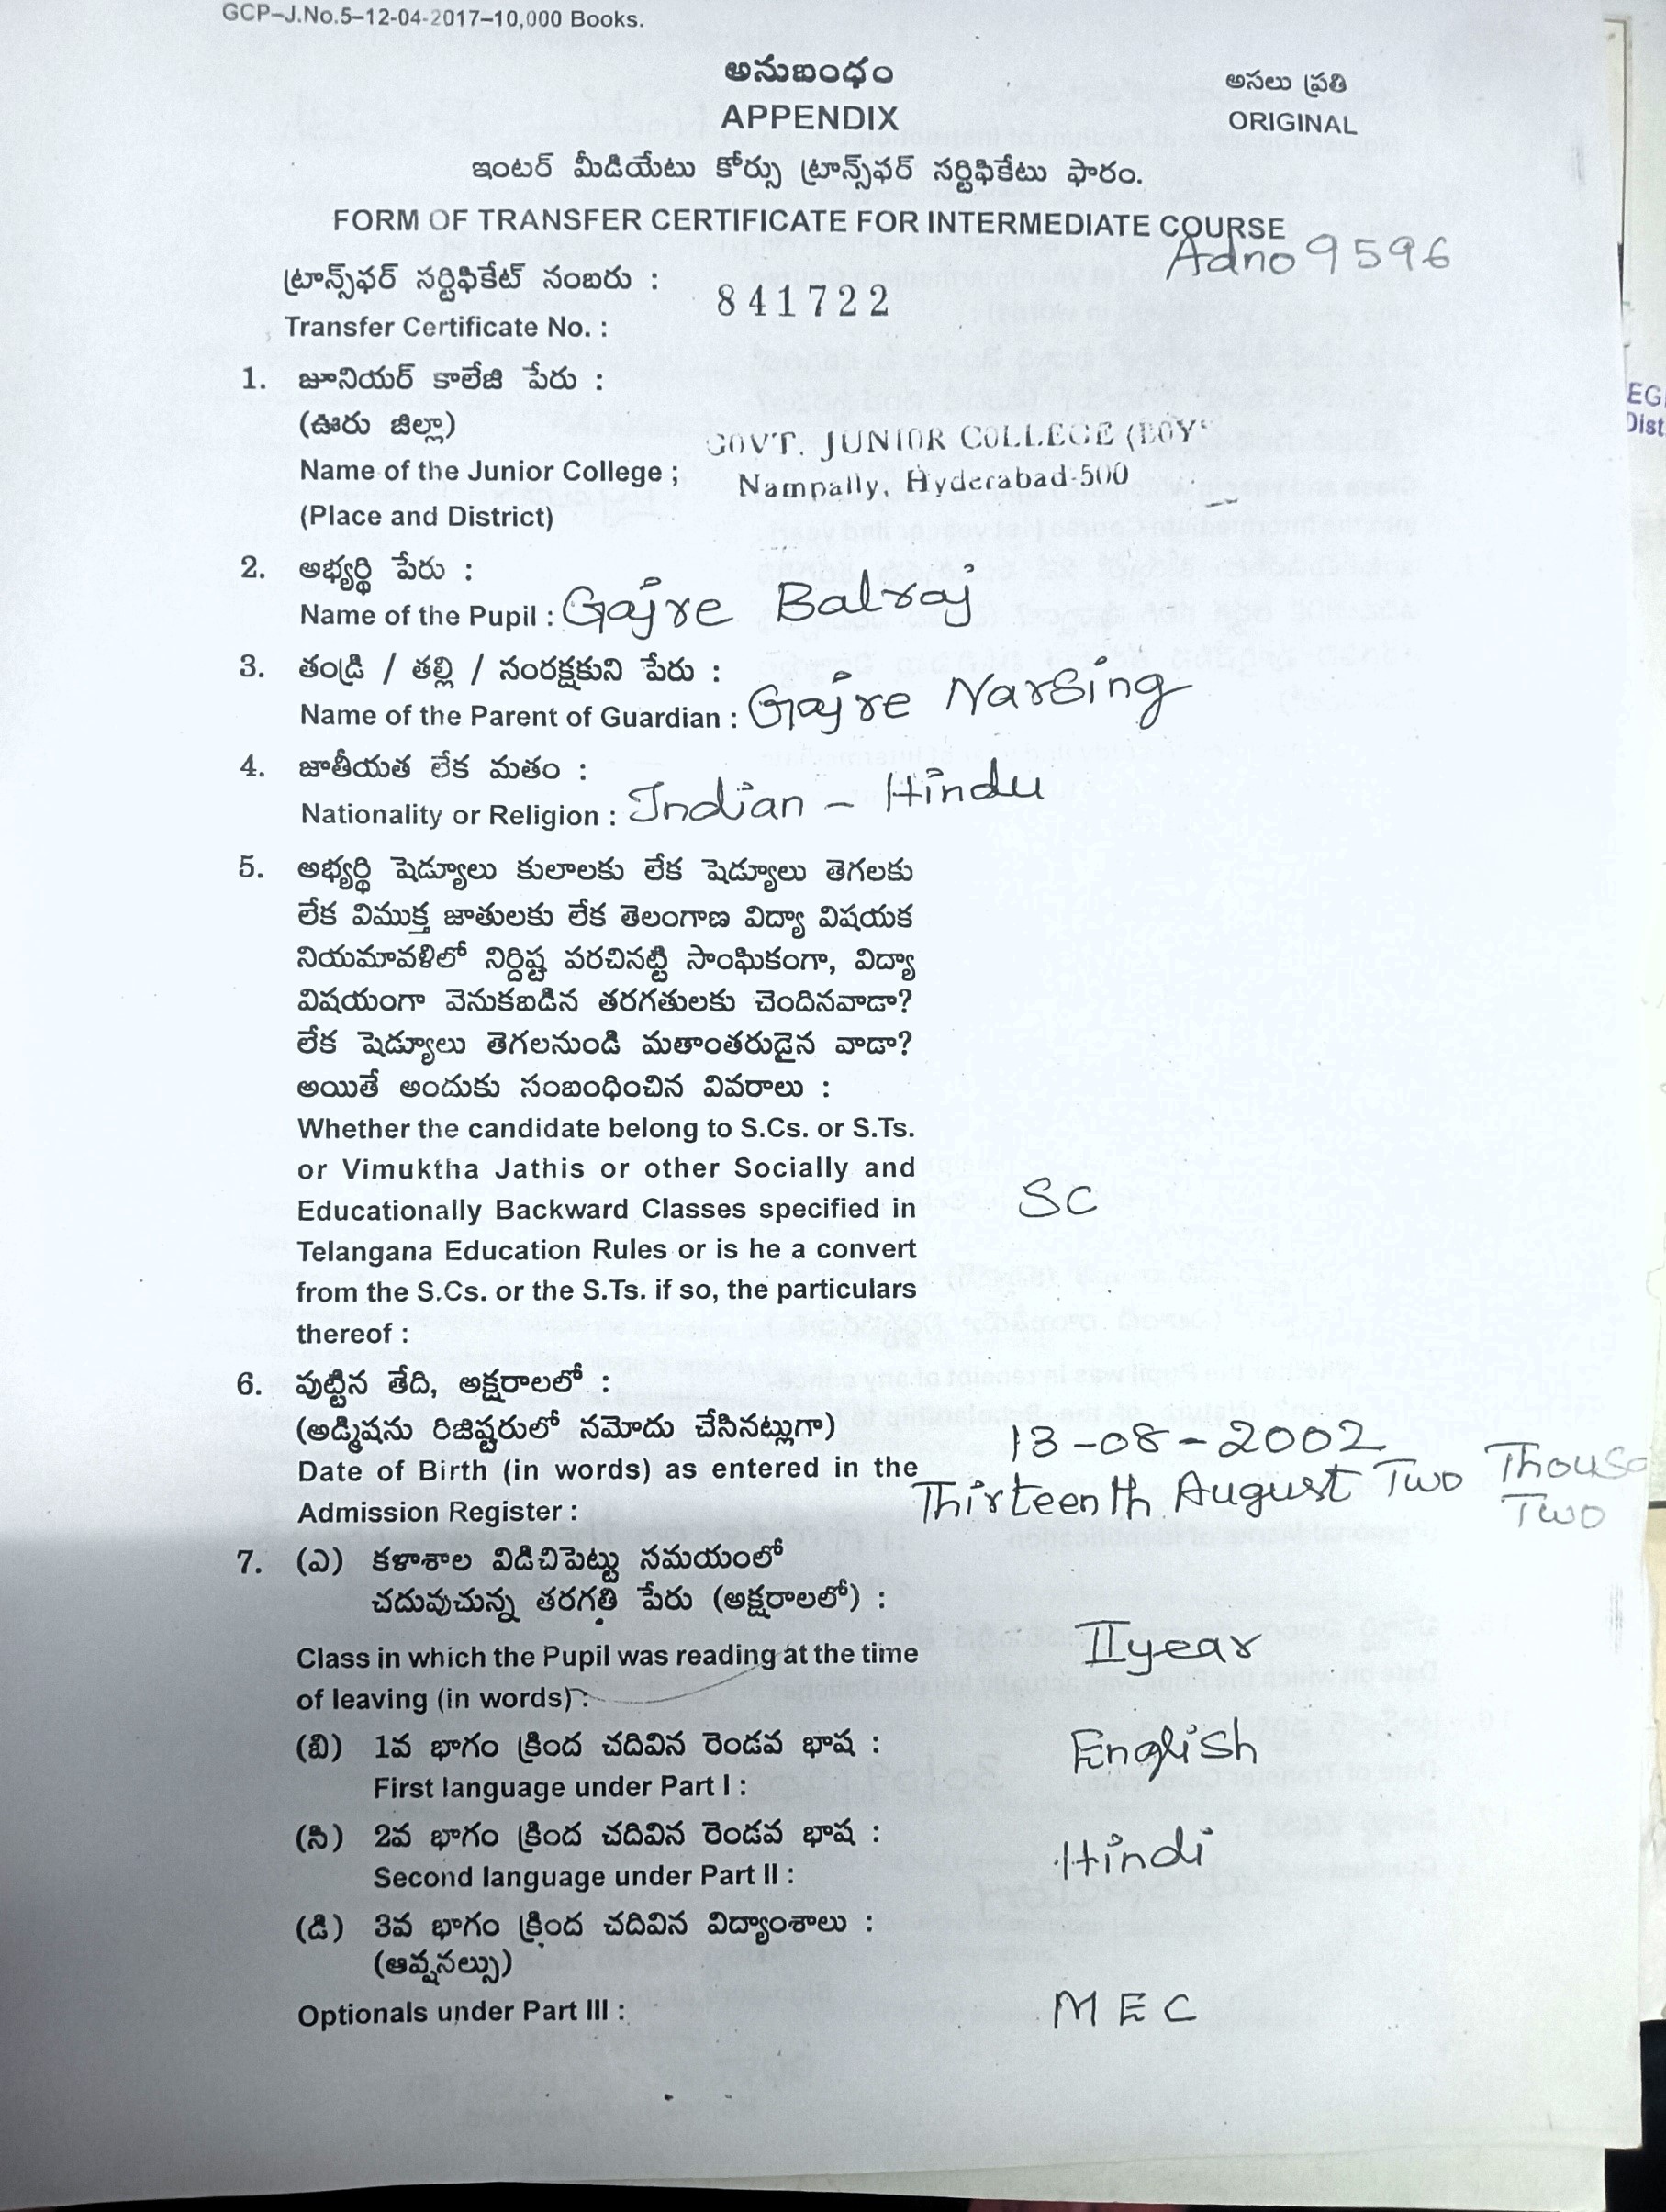 GCP–J.No.5–12-04-2017–10,000 Books.
అనుబంధం
APPENDIX
అసలు ప్రతి
ORIGINAL
ఇంటర్ మీడియేటు కోర్సు ట్రాన్స్‌ఫర్ సర్టిఫికేటు ఫారం.
FORM OF TRANSFER CERTIFICATE FOR INTERMEDIATE COURSE
Adno 9596
ట్రాన్స్‌ఫర్ సర్టిఫికేట్ నంబరు :
841722
Transfer Certificate No. :
1. జూనియర్ కాలేజి పేరు :
(ఊరు జిల్లా)
GOVT. JUNIOR COLLEGE (BOY
Name of the Junior College ;
Nampally, Hyderabad-500
(Place and District)
2. అభ్యర్థి పేరు :
Name of the Pupil : Gajre Balraj
3. తండ్రి / తల్లి / సంరక్షకుని పేరు :
Name of the Parent of Guardian : Gajre Narsing
4. జాతీయత లేక మతం :
Nationality or Religion : Indian – Hindu
5. అభ్యర్థి షెడ్యూలు కులాలకు లేక షెడ్యూలు తెగలకు
లేక విముక్త జాతులకు లేక తెలంగాణ విద్యా విషయక
నియమావళిలో నిర్దిష్ట పరచినట్టి సాంఘికంగా, విద్యా
విషయంగా వెనుకబడిన తరగతులకు చెందినవాడా?
లేక షెడ్యూలు తెగలనుండి మతాంతరుడైన వాడా?
అయితే అందుకు సంబంధించిన వివరాలు :
Whether the candidate belong to S.Cs. or S.Ts.
or Vimuktha Jathis or other Socially and
Educationally Backward Classes specified in
SC
Telangana Education Rules or is he a convert
from the S.Cs. or the S.Ts. if so, the particulars
thereof :
6. పుట్టిన తేది, అక్షరాలలో :
(అడ్మిషను రిజిష్టరులో నమోదు చేసినట్లుగా)
13-08-2002
Date of Birth (in words) as entered in the
Admission Register :
Thirteenth August Two Thousa
Two
7. (ఎ) కళాశాల విడిచిపెట్టు సమయంలో
చదువుచున్న తరగతి పేరు (అక్షరాలలో) :
Class in which the Pupil was reading at the time
II year
of leaving (in words) :
(బి) 1వ భాగం క్రింద చదివిన రెండవ భాష :
First language under Part I :
English
(సి) 2వ భాగం క్రింద చదివిన రెండవ భాష :
Second language under Part II :
Hindi
(డి) 3వ భాగం క్రింద చదివిన విద్యాంశాలు :
(ఆప్షనల్సు)
Optionals under Part III :
MEC
EG
Dist